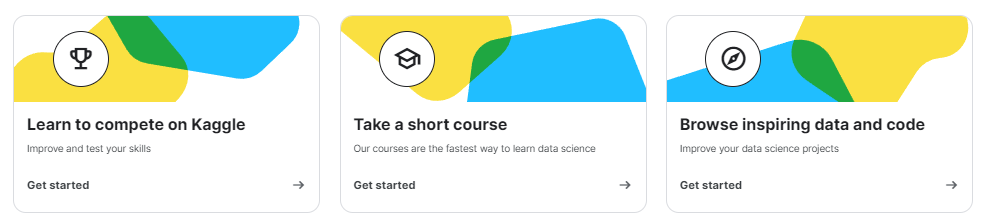 Learn to compete on Kaggle
Improve and test your skills
Get started
Take a short course
Our courses are the fastest way to learn data science
Get started
Browse inspiring data and code
Improve your data science projects
Get started